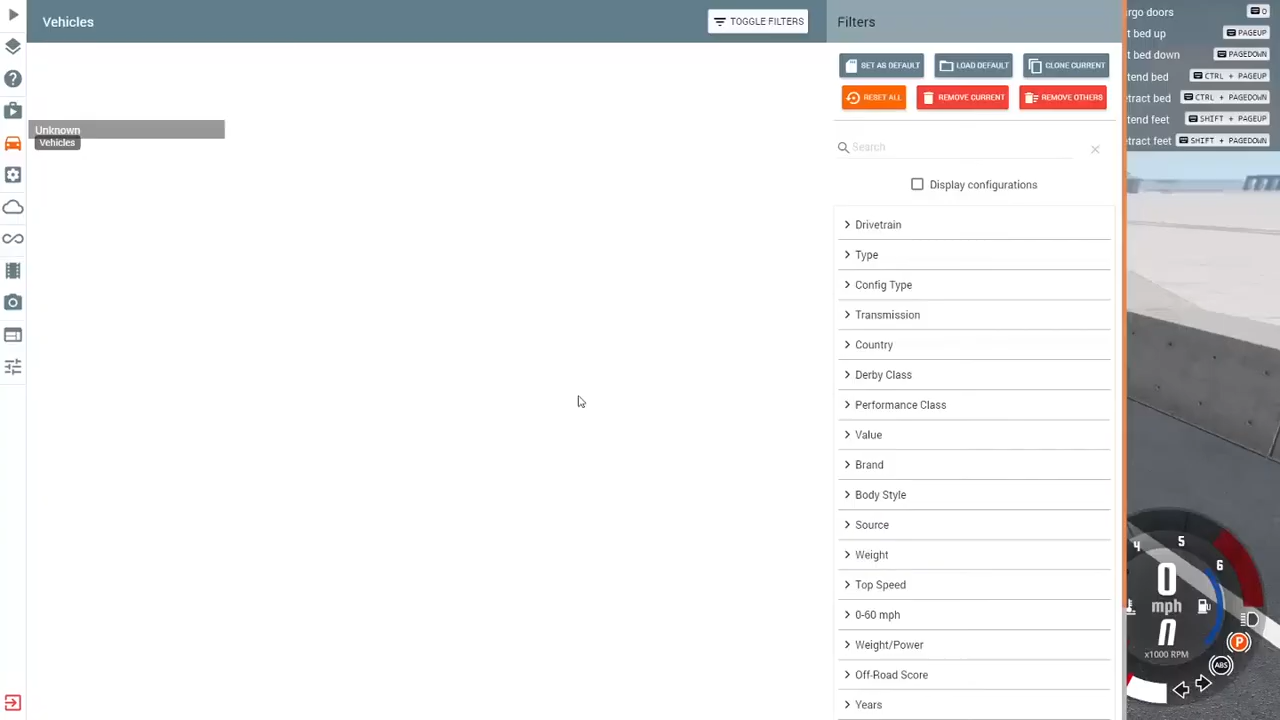 Vehicles
TOGGLE FILTERS
Unknown
Vehicles
Filters
SET AS DEFAULT
LOAD DEFAULT
CLONE CURRENT
RESET ALL
REMOVE CURRENT
REMOVE OTHERS
Search
Display configurations
Drivetrain
Type
Config Type
Transmission
Country
Derby Class
Performance Class
Value
Brand
Body Style
Source
Weight
Top Speed
0-60 mph
Weight/Power
Off-Road Score
Years
rgo doors O
t bed up PAGEUP
t bed down PAGEDOWN
tend bed CTRL + PAGEUP
etract bed CTRL + PAGEDOWN
tend feet SHIFT + PAGEUP
etract feet SHIFT + PAGEDOWN
4 5 6
0
mph
n
x1000 RPM
P
ABS